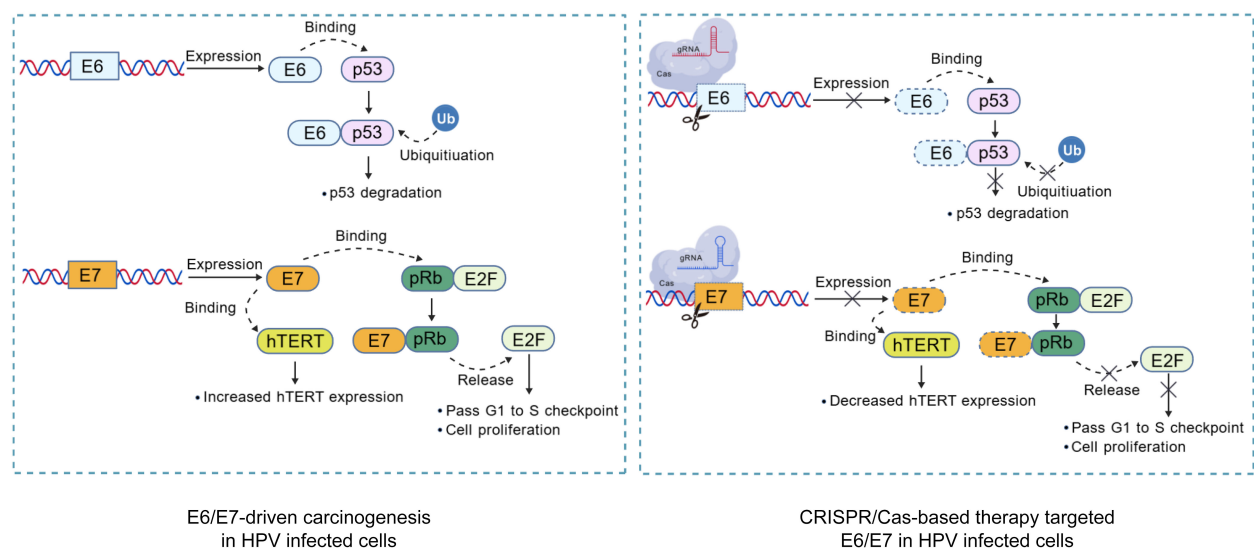 Binding
E6
Expression
E6
p53
E6
p53
Ub
Ubiquitiuation
• p53 degradation
Binding
E7
Expression
E7
pRb
E2F
Binding
hTERT
E7
pRb
E2F
Release
• Increased hTERT expression
• Pass G1 to S checkpoint
• Cell proliferation
E6/E7-driven carcinogenesis
in HPV infected cells
gRNA
Cas
E6
Expression
Binding
E6
p53
E6
p53
Ub
Ubiquitiuation
• p53 degradation
gRNA
Cas
E7
Expression
Binding
E7
pRb
E2F
Binding
hTERT
E7
pRb
E2F
Release
• Decreased hTERT expression
• Pass G1 to S checkpoint
• Cell proliferation
CRISPR/Cas-based therapy targeted
E6/E7 in HPV infected cells